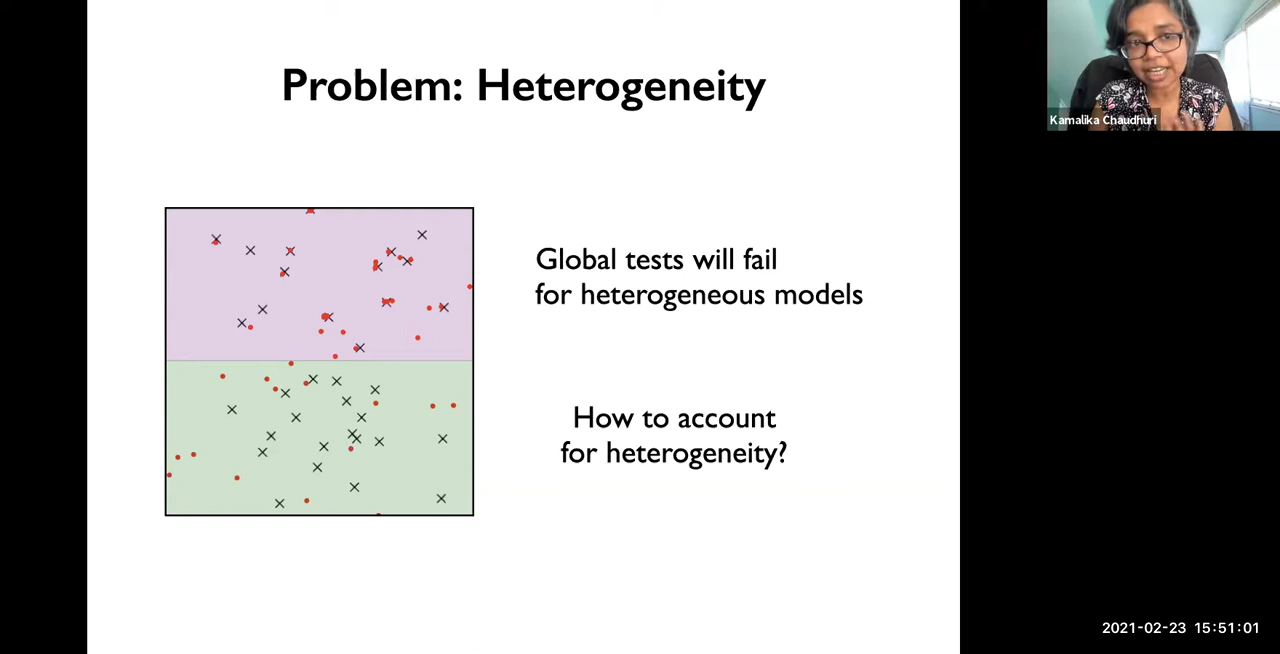 Problem: Heterogeneity
Kamalika Chaudhuri
Global tests will fail
for heterogeneous models
How to account
for heterogeneity?
2021-02-23 15:51:01